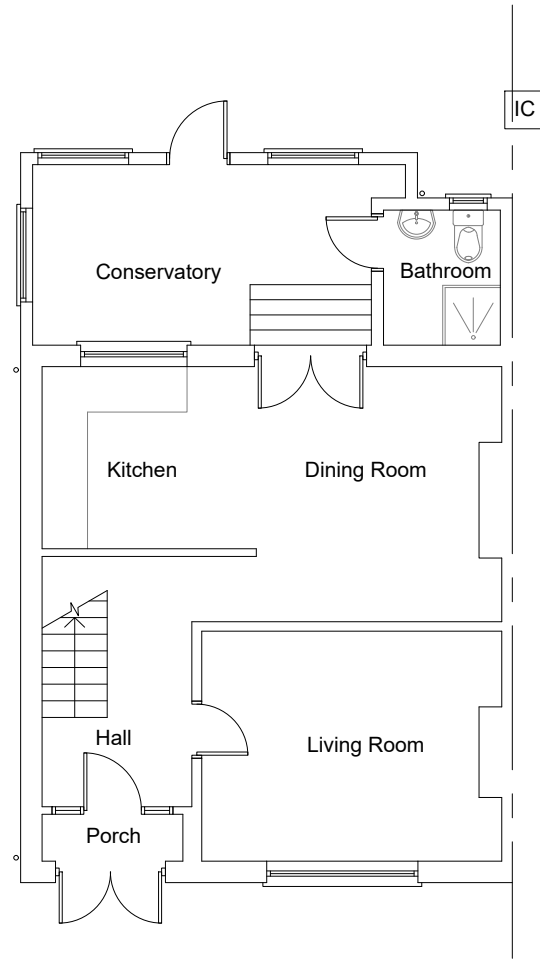 IC
Conservatory
Bathroom
Kitchen
Dining Room
Hall
Living Room
Porch